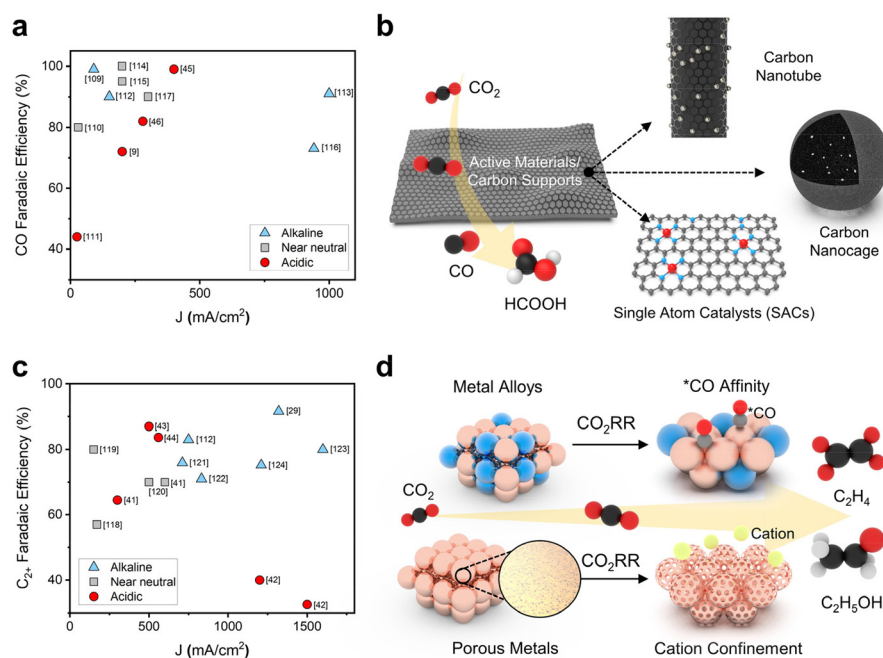 a
CO Faradaic Efficiency (%)
100
80
60
40
[109]
[114]
[115]
[112]
[117]
[110]
[46]
[9]
[111]
[45]
[113]
[116]
Alkaline
Near neutral
Acidic
0
500
1000
J (mA/cm²)
b
CO₂
Active Materials/
Carbon Supports
CO
HCOOH
Carbon
Nanotube
Carbon
Nanocage
Single Atom Catalysts (SACs)
c
C₂₊ Faradaic Efficiency (%)
100
80
60
40
[29]
[43]
[44]
[112]
[119]
[123]
[121]
[124]
[122]
[120]
[41]
[41]
[118]
[42]
[42]
Alkaline
Near neutral
Acidic
0
500
1000
1500
J (mA/cm²)
d
Metal Alloys
*CO Affinity
CO₂RR
*CO
CO₂
C₂H₄
Cation
CO₂RR
C₂H₅OH
Porous Metals
Cation Confinement